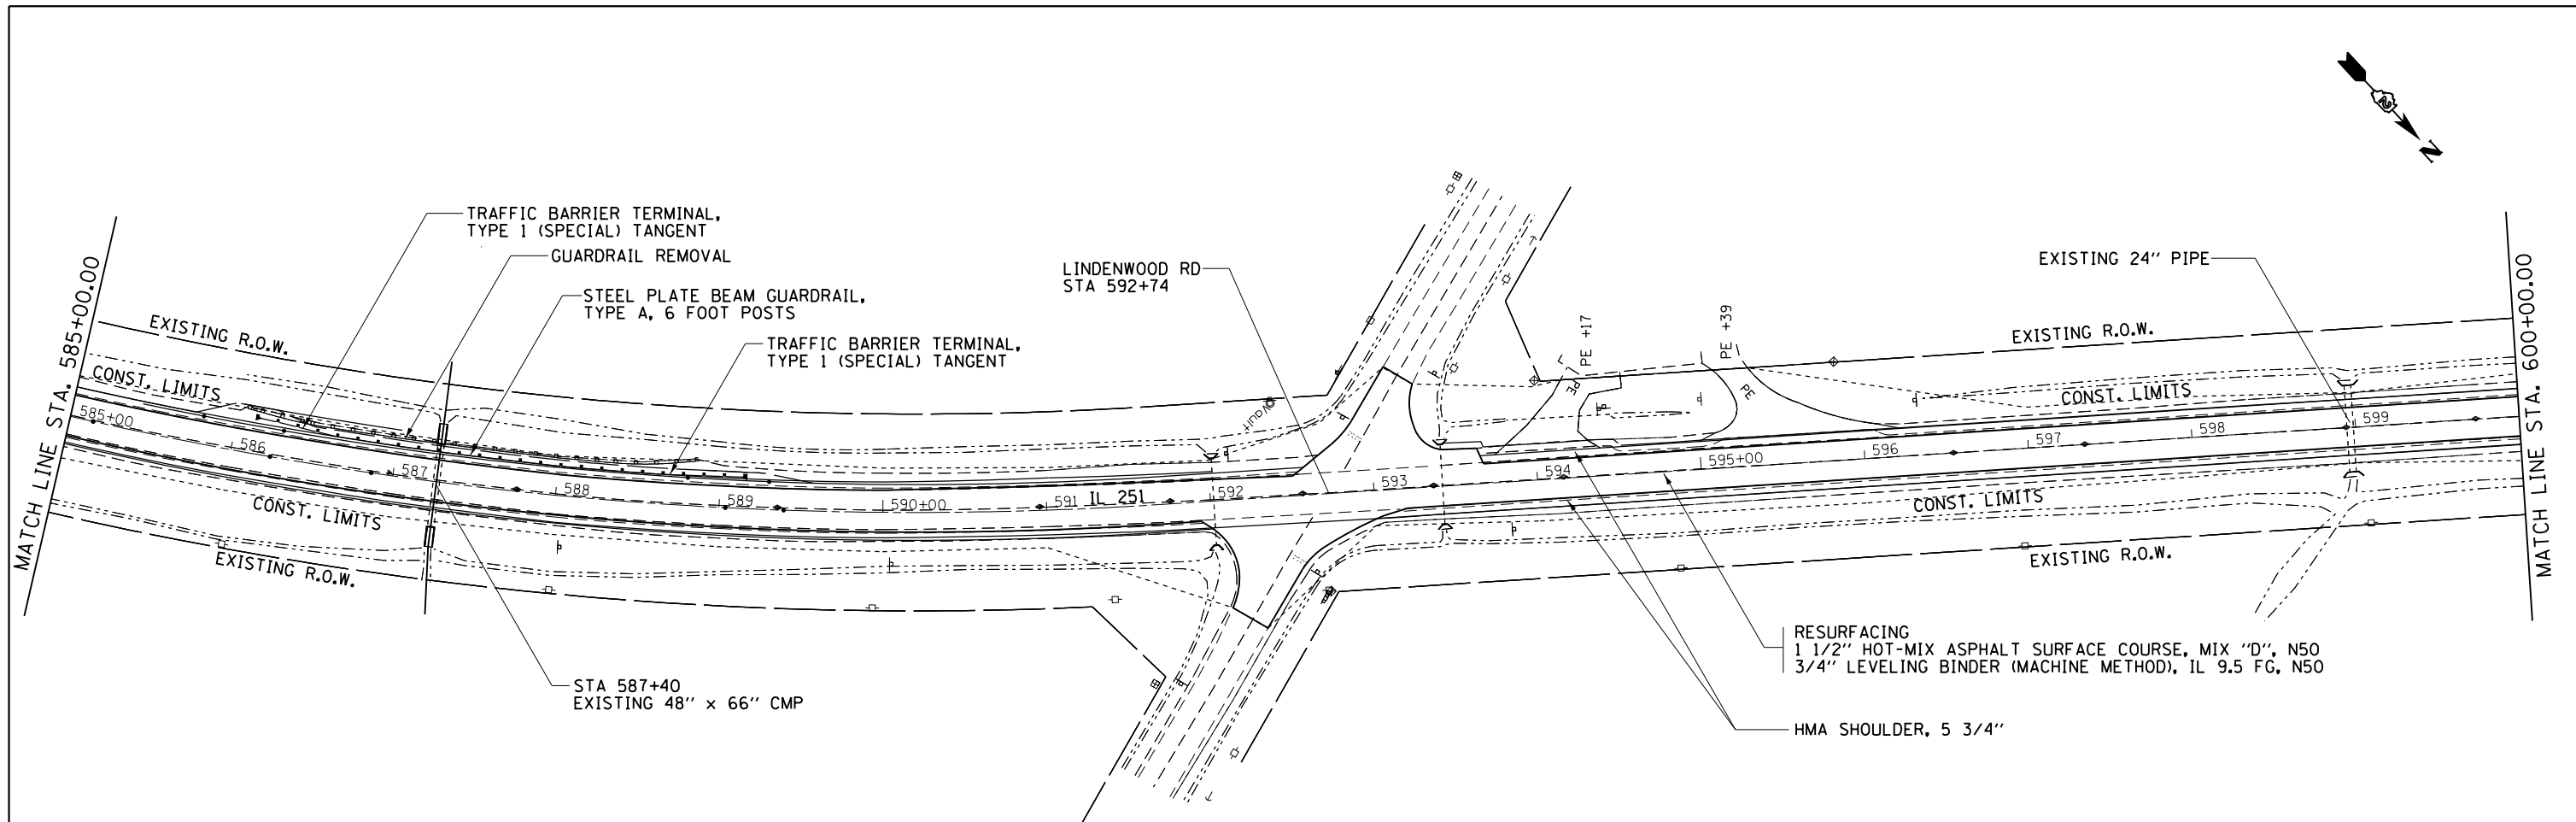 TRAFFIC BARRIER TERMINAL,
TYPE 1 (SPECIAL) TANGENT
GUARDRAIL REMOVAL
STEEL PLATE BEAM GUARDRAIL,
TYPE A, 6 FOOT POSTS
TRAFFIC BARRIER TERMINAL,
TYPE 1 (SPECIAL) TANGENT
LINDENWOOD RD
STA 592+74
EXISTING 24" PIPE
N
MATCH LINE STA. 585+00.00
EXISTING R.O.W.
CONST. LIMITS
PE +17
PE +39
PE
PE
EXISTING R.O.W.
CONST. LIMITS
MATCH LINE STA. 600+00.00
585+00
586
587
588
589
590+00
591
IL 251
592
593
594
595+00
596
597
598
599
CONST. LIMITS
EXISTING R.O.W.
CONST. LIMITS
EXISTING R.O.W.
STA 587+40
EXISTING 48" x 66" CMP
RESURFACING
1 1/2" HOT-MIX ASPHALT SURFACE COURSE, MIX "D", N50
3/4" LEVELING BINDER (MACHINE METHOD), IL 9.5 FG, N50
HMA SHOULDER, 5 3/4"